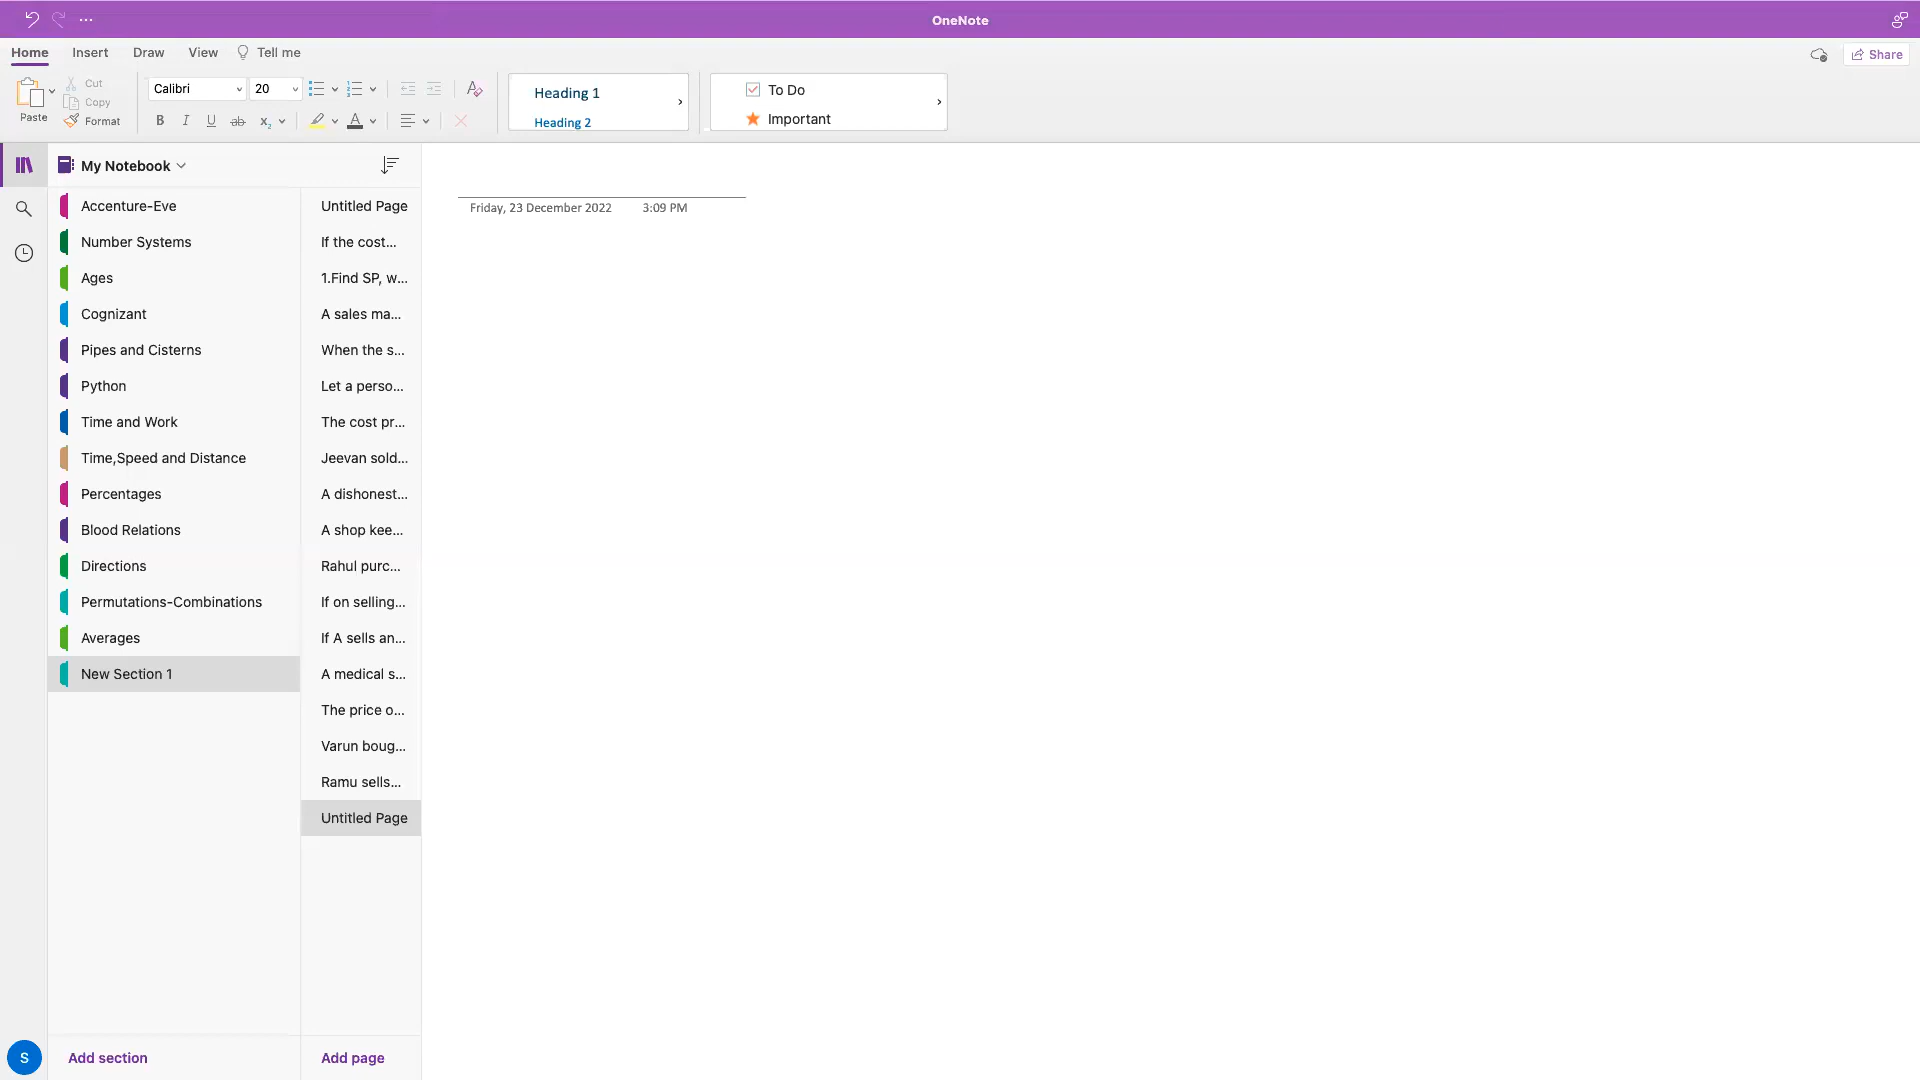 OneNote
Home Insert Draw View Tell me
Share
Paste
Cut
Copy
Format
Calibri 20
B I U ab x₂ A
Heading 1
Heading 2
To Do
Important
My Notebook
Accenture-Eve
Number Systems
Ages
Cognizant
Pipes and Cisterns
Python
Time and Work
Time,Speed and Distance
Percentages
Blood Relations
Directions
Permutations-Combinations
Averages
New Section 1
Add section
Untitled Page
If the cost...
1.Find SP, w...
A sales ma...
When the s...
Let a perso...
The cost pr...
Jeevan sold...
A dishonest...
A shop kee...
Rahul purc...
If on selling...
If A sells an...
A medical s...
The price o...
Varun boug...
Ramu sells...
Untitled Page
Add page
Friday, 23 December 2022 3:09 PM
S